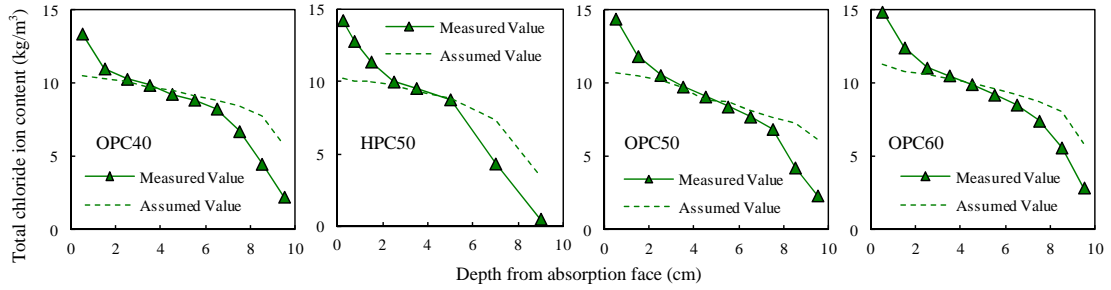 Total chloride ion content (kg/m³)
15
10
5
0
OPC40
Measured Value
Assumed Value
0 2 4 6 8 10
15
10
5
0
Measured Value
Assumed Value
HPC50
0 2 4 6 8 10
15
10
5
0
OPC50
Measured Value
Assumed Value
0 2 4 6 8 10
15
10
5
0
OPC60
Measured Value
Assumed Value
0 2 4 6 8 10
Depth from absorption face (cm)